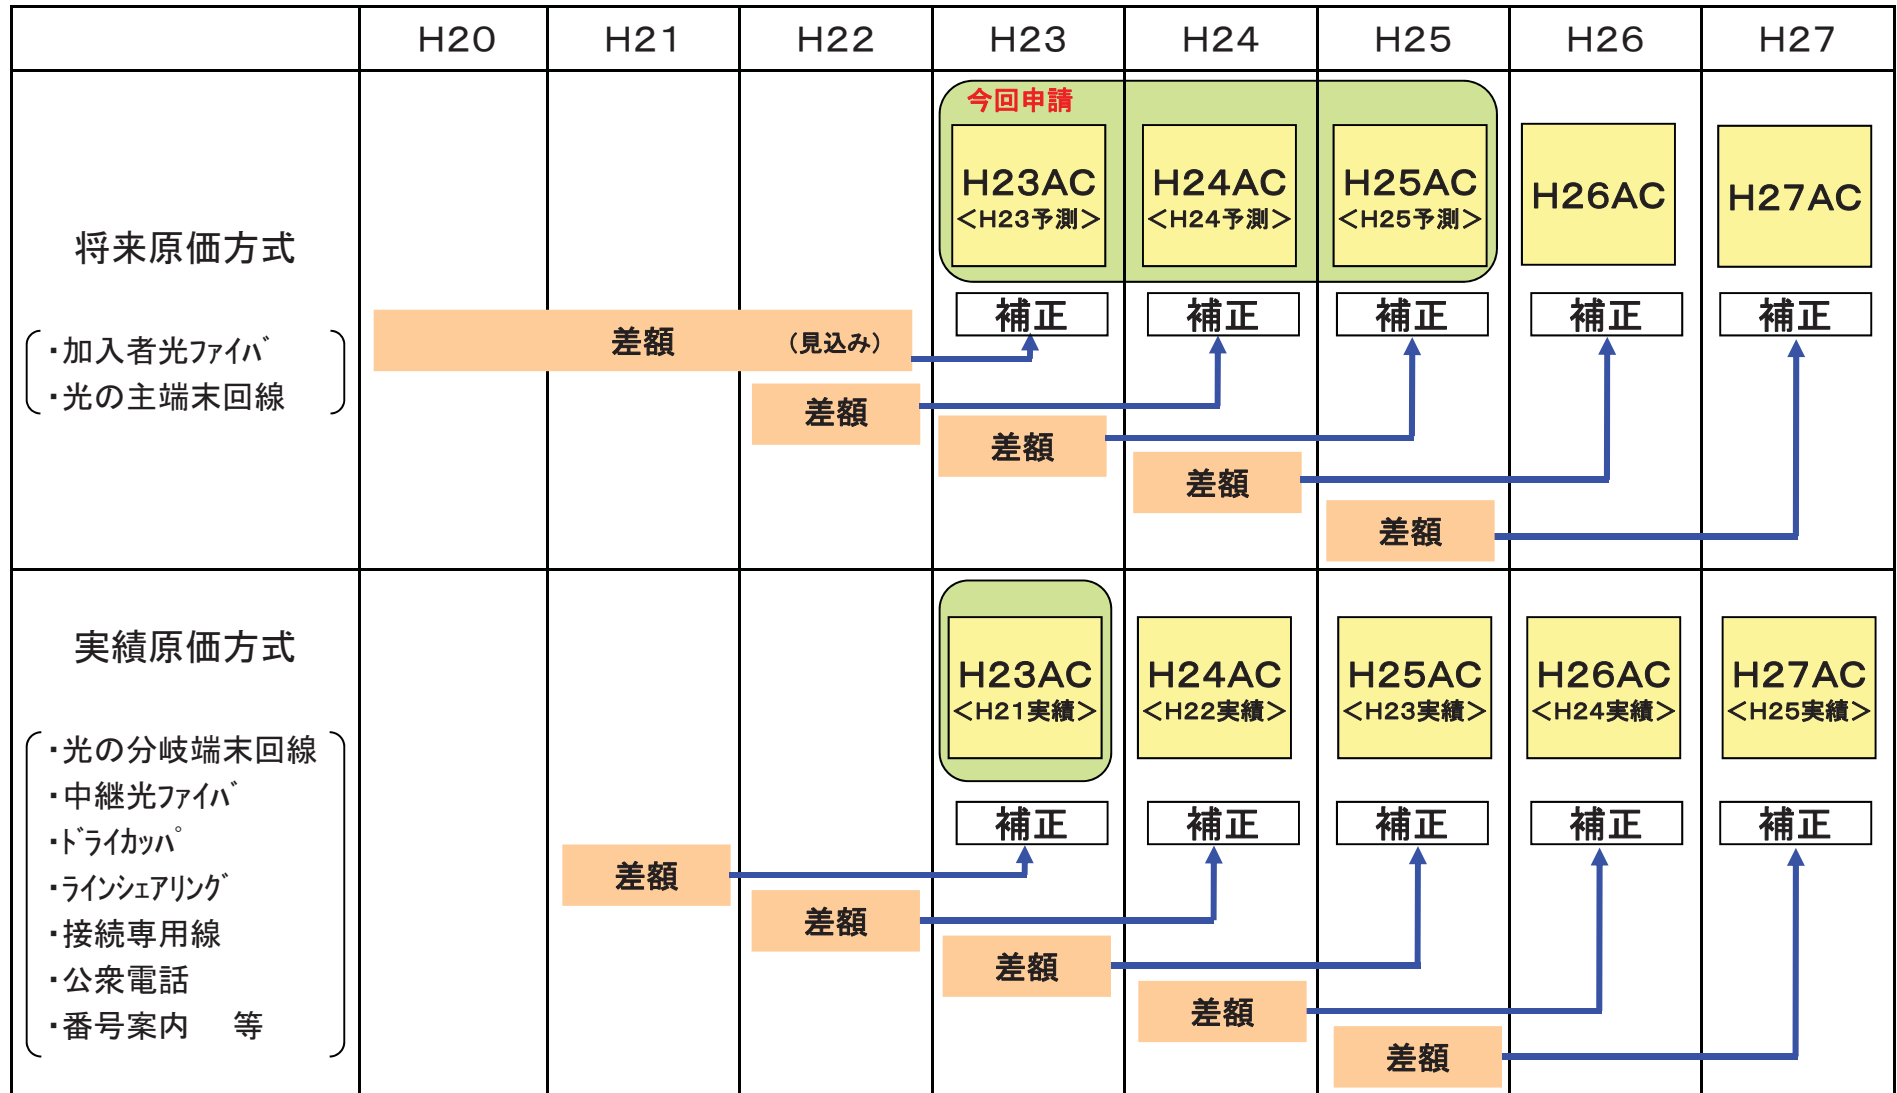 H20 H21 H22 H23 H24 H25 H26 H27
将来原価方式
・加入者光ファイバ
・光の主端末回線
今回申請
H23AC
<H23予測>
H24AC
<H24予測>
H25AC
<H25予測>
H26AC
H27AC
補正 補正 補正 補正 補正
差額 (見込み)
差額
差額
差額
差額
実績原価方式
・光の分岐端末回線
・中継光ファイバ
・ドライカッパ
・ラインシェアリング
・接続専用線
・公衆電話
・番号案内 等
H23AC
<H21実績>
H24AC
<H22実績>
H25AC
<H23実績>
H26AC
<H24実績>
H27AC
<H25実績>
補正 補正 補正 補正 補正
差額
差額
差額
差額
差額